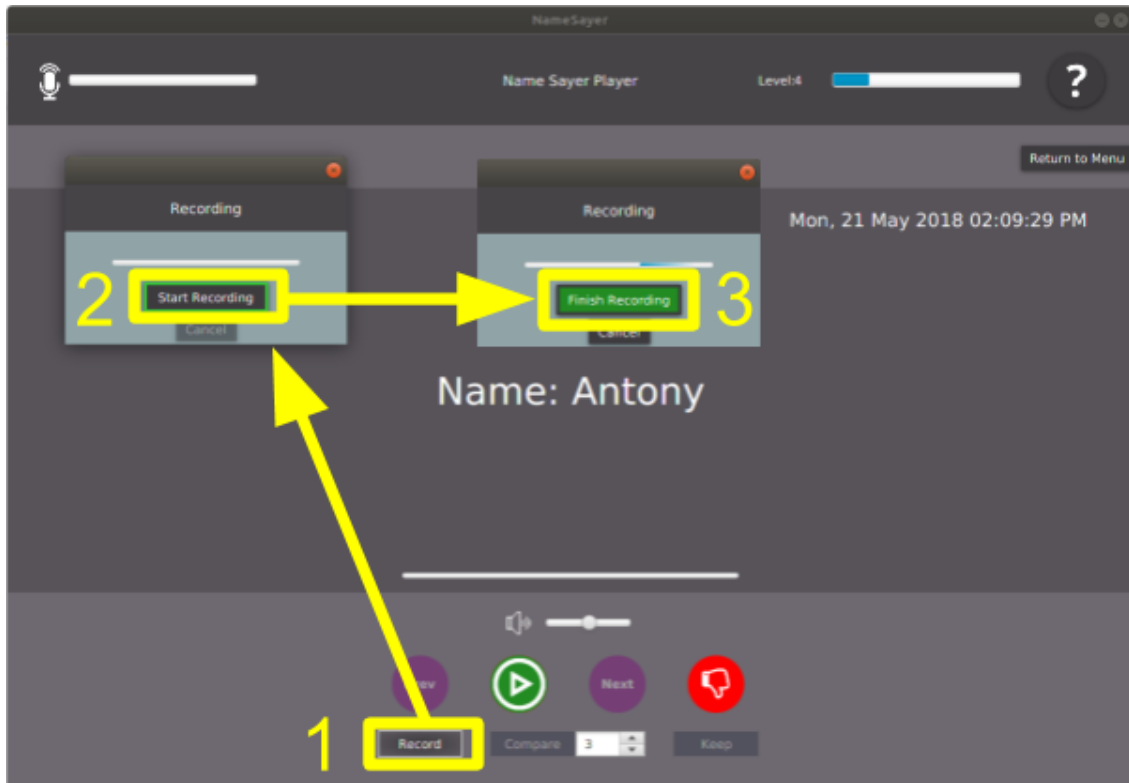 NameSayer
Name Sayer Player
Level:4
?
Return to Menu
Recording
Recording
Mon, 21 May 2018 02:09:29 PM
2
Start Recording
Cancel
Finish Recording
3
Cancel
Name: Antony
Prev
Next
1
Record
Compare
3
Keep